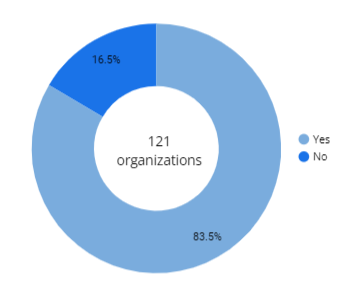 16.5%
121
organizations
Yes
No
83.5%